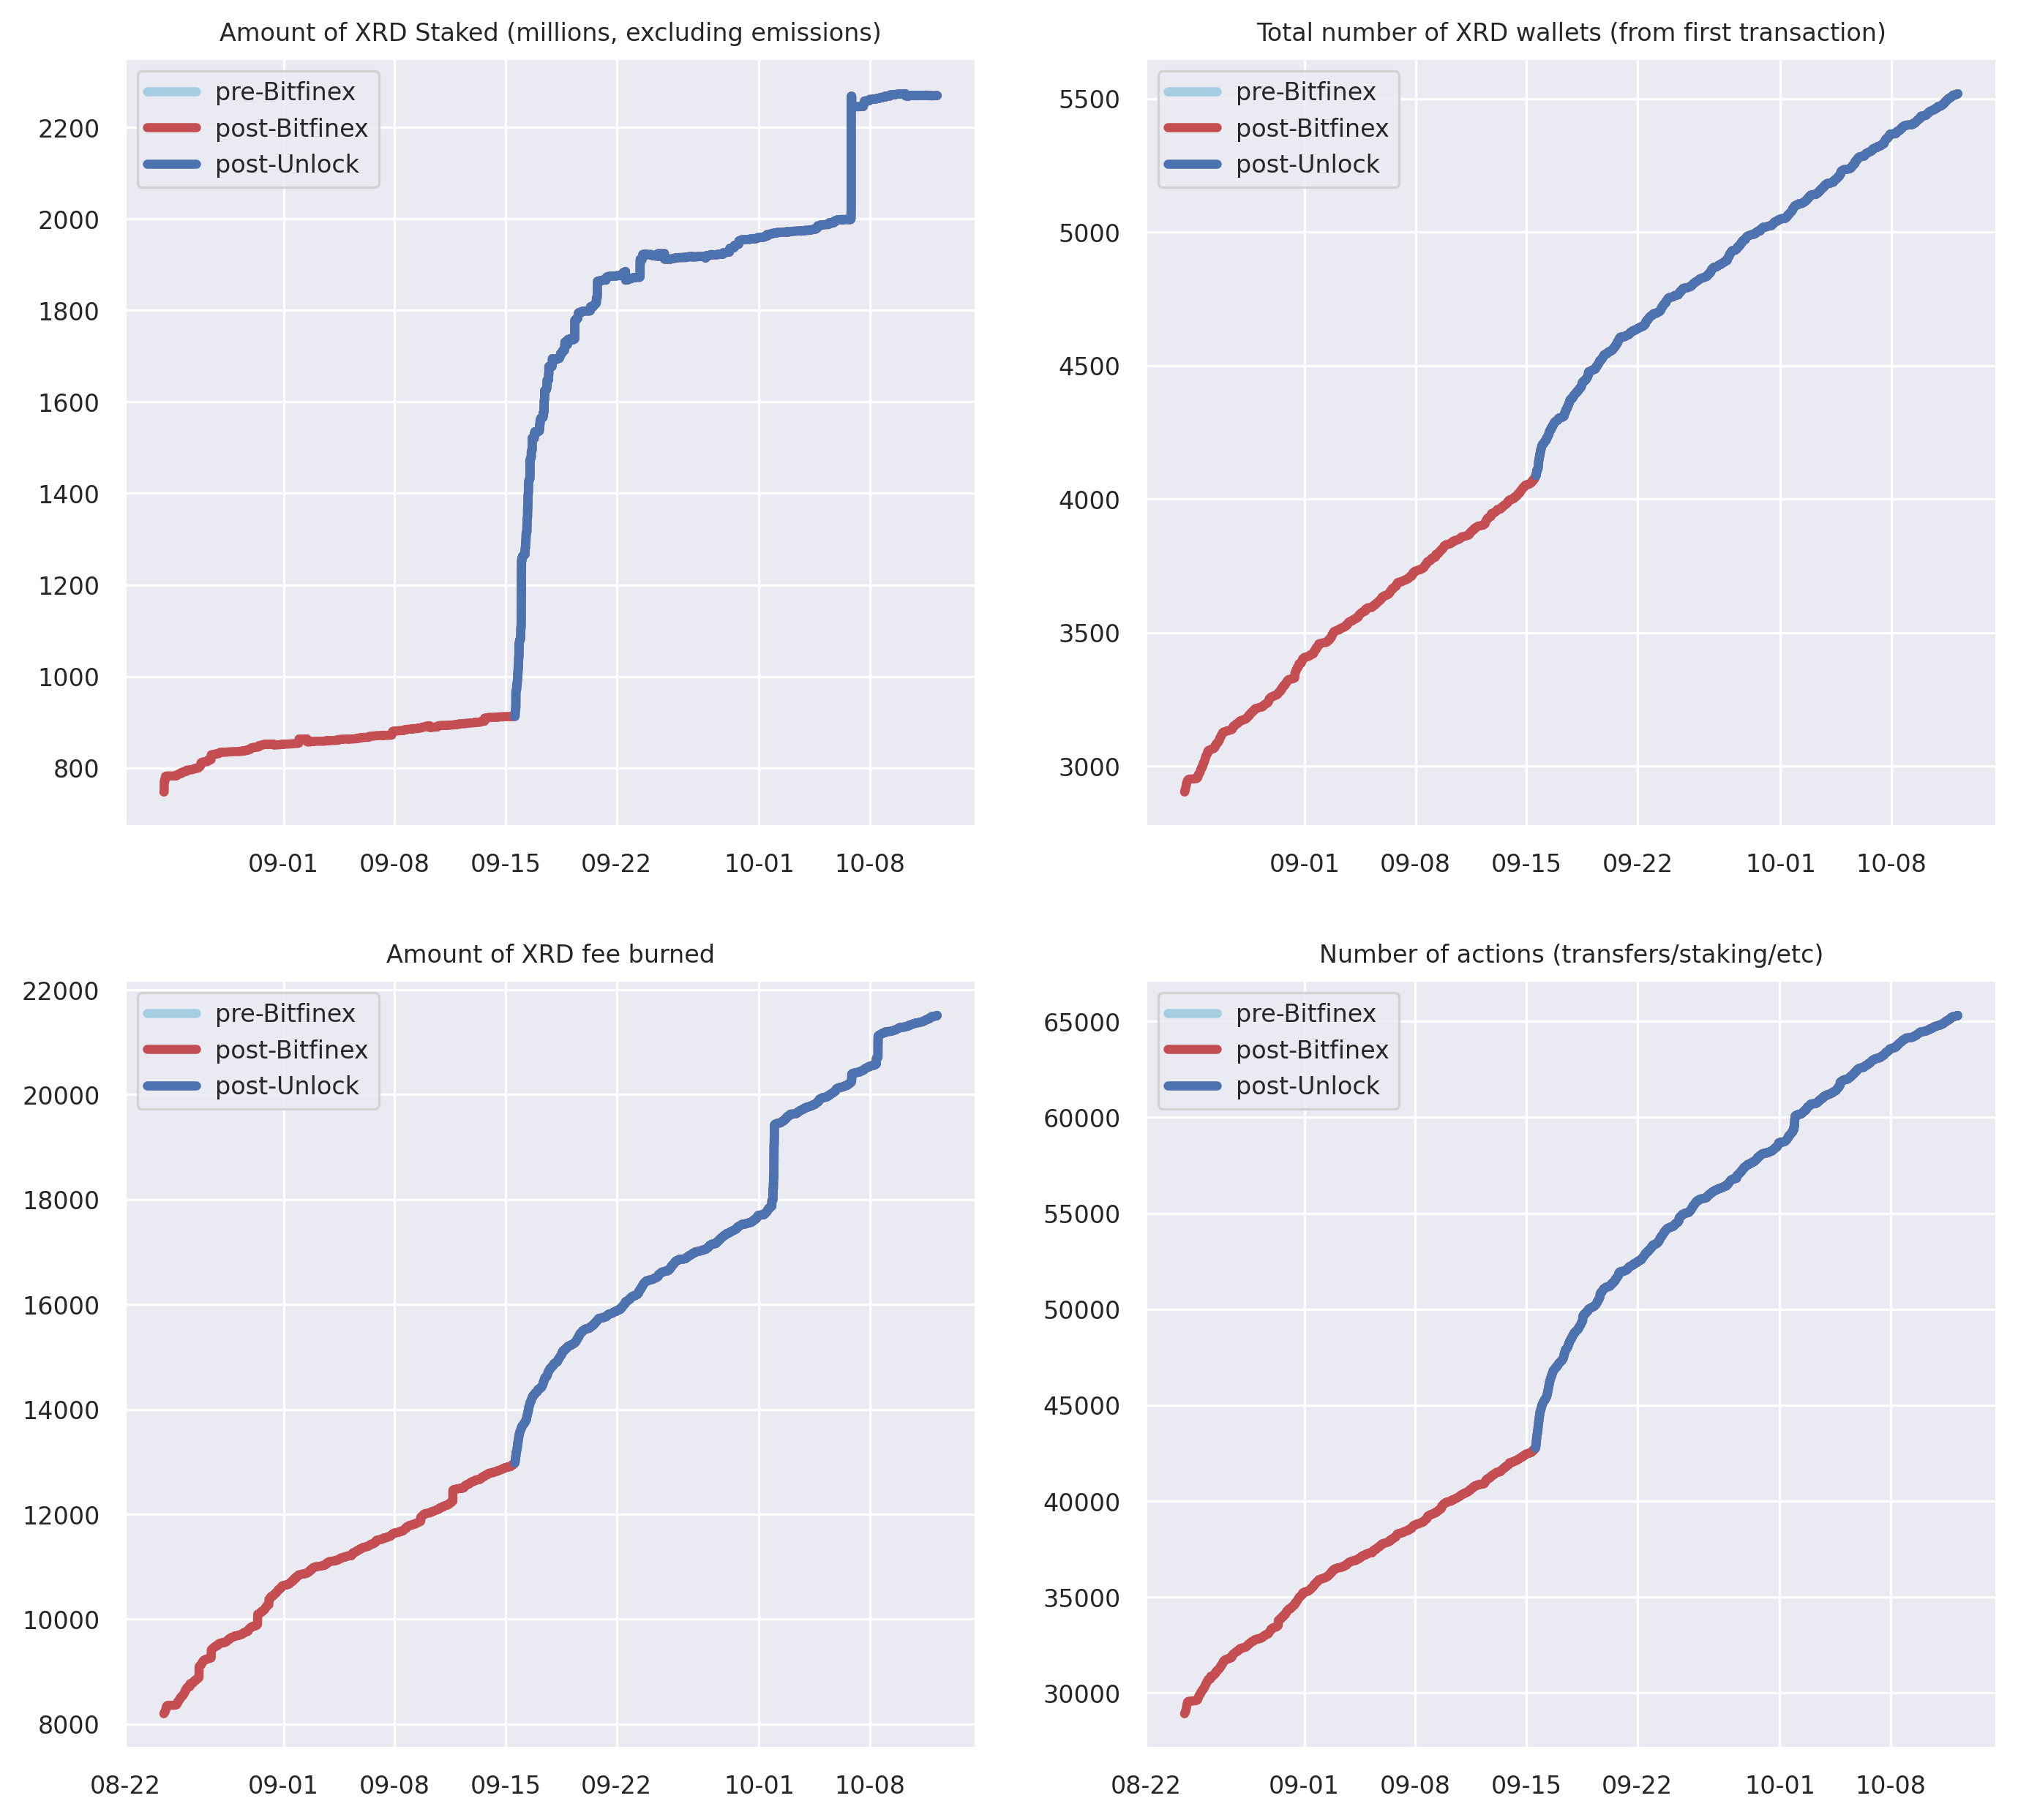 Amount of XRD Staked (millions, excluding emissions)
pre-Bitfinex
post-Bitfinex
post-Unlock
2200
2000
1800
1600
1400
1200
1000
800
09-01 09-08 09-15 09-22 10-01 10-08
Total number of XRD wallets (from first transaction)
pre-Bitfinex
post-Bitfinex
post-Unlock
5500
5000
4500
4000
3500
3000
09-01 09-08 09-15 09-22 10-01 10-08
Amount of XRD fee burned
pre-Bitfinex
post-Bitfinex
post-Unlock
22000
20000
18000
16000
14000
12000
10000
8000
08-22 09-01 09-08 09-15 09-22 10-01 10-08
Number of actions (transfers/staking/etc)
pre-Bitfinex
post-Bitfinex
post-Unlock
65000
60000
55000
50000
45000
40000
35000
30000
08-22 09-01 09-08 09-15 09-22 10-01 10-08